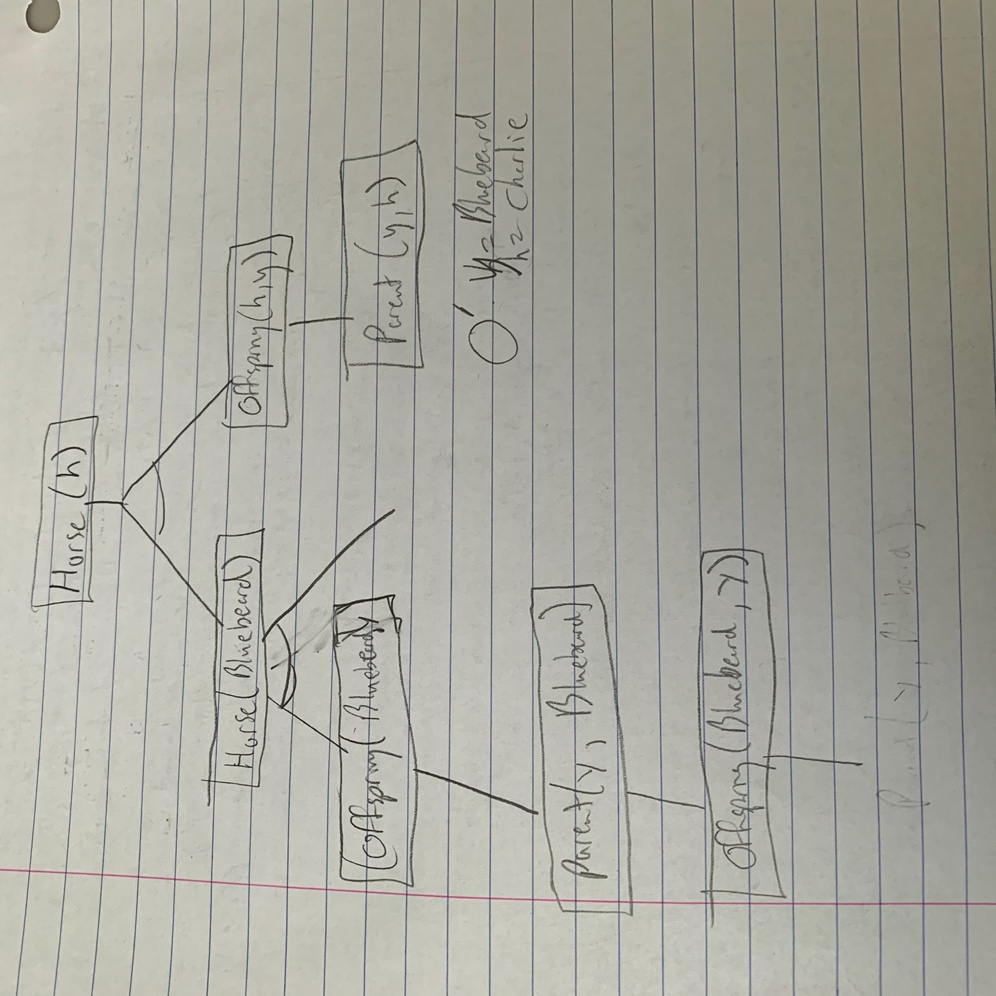 Horse (h)
Horse (Bluebeard)
Offspring (h,y)
Offspring (Bluebeard, y)
Parent (y,h)
y= Bluebeard
h= Charlie
Parent (y, Bluebeard)
Offspring (Bluebeard, y)